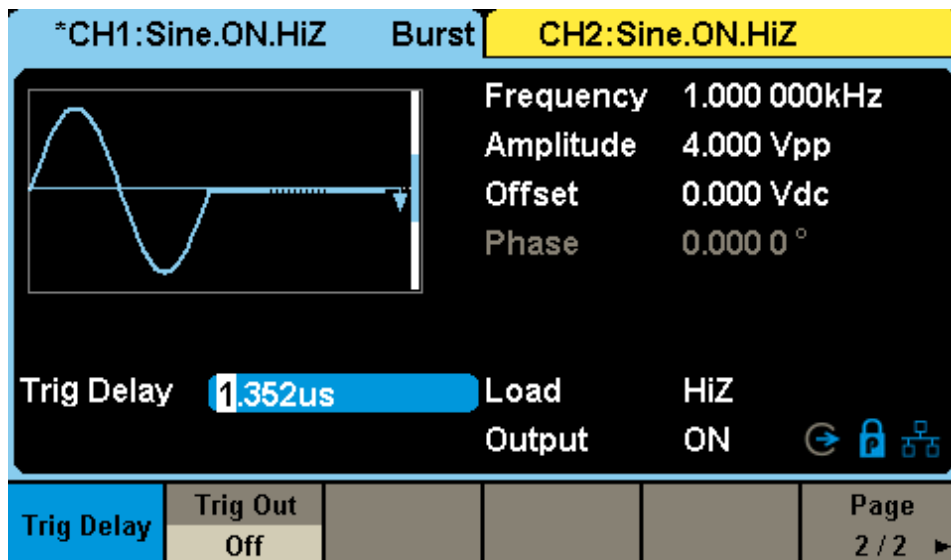 *CH1:Sine.ON.HiZ Burst CH2:Sine.ON.HiZ
Frequency 1.000 000kHz
Amplitude 4.000 Vpp
Offset 0.000 Vdc
Phase 0.000 0 °
Trig Delay 1.352us Load HiZ
Output ON P
Trig Delay Trig Out Page
Off 2 / 2